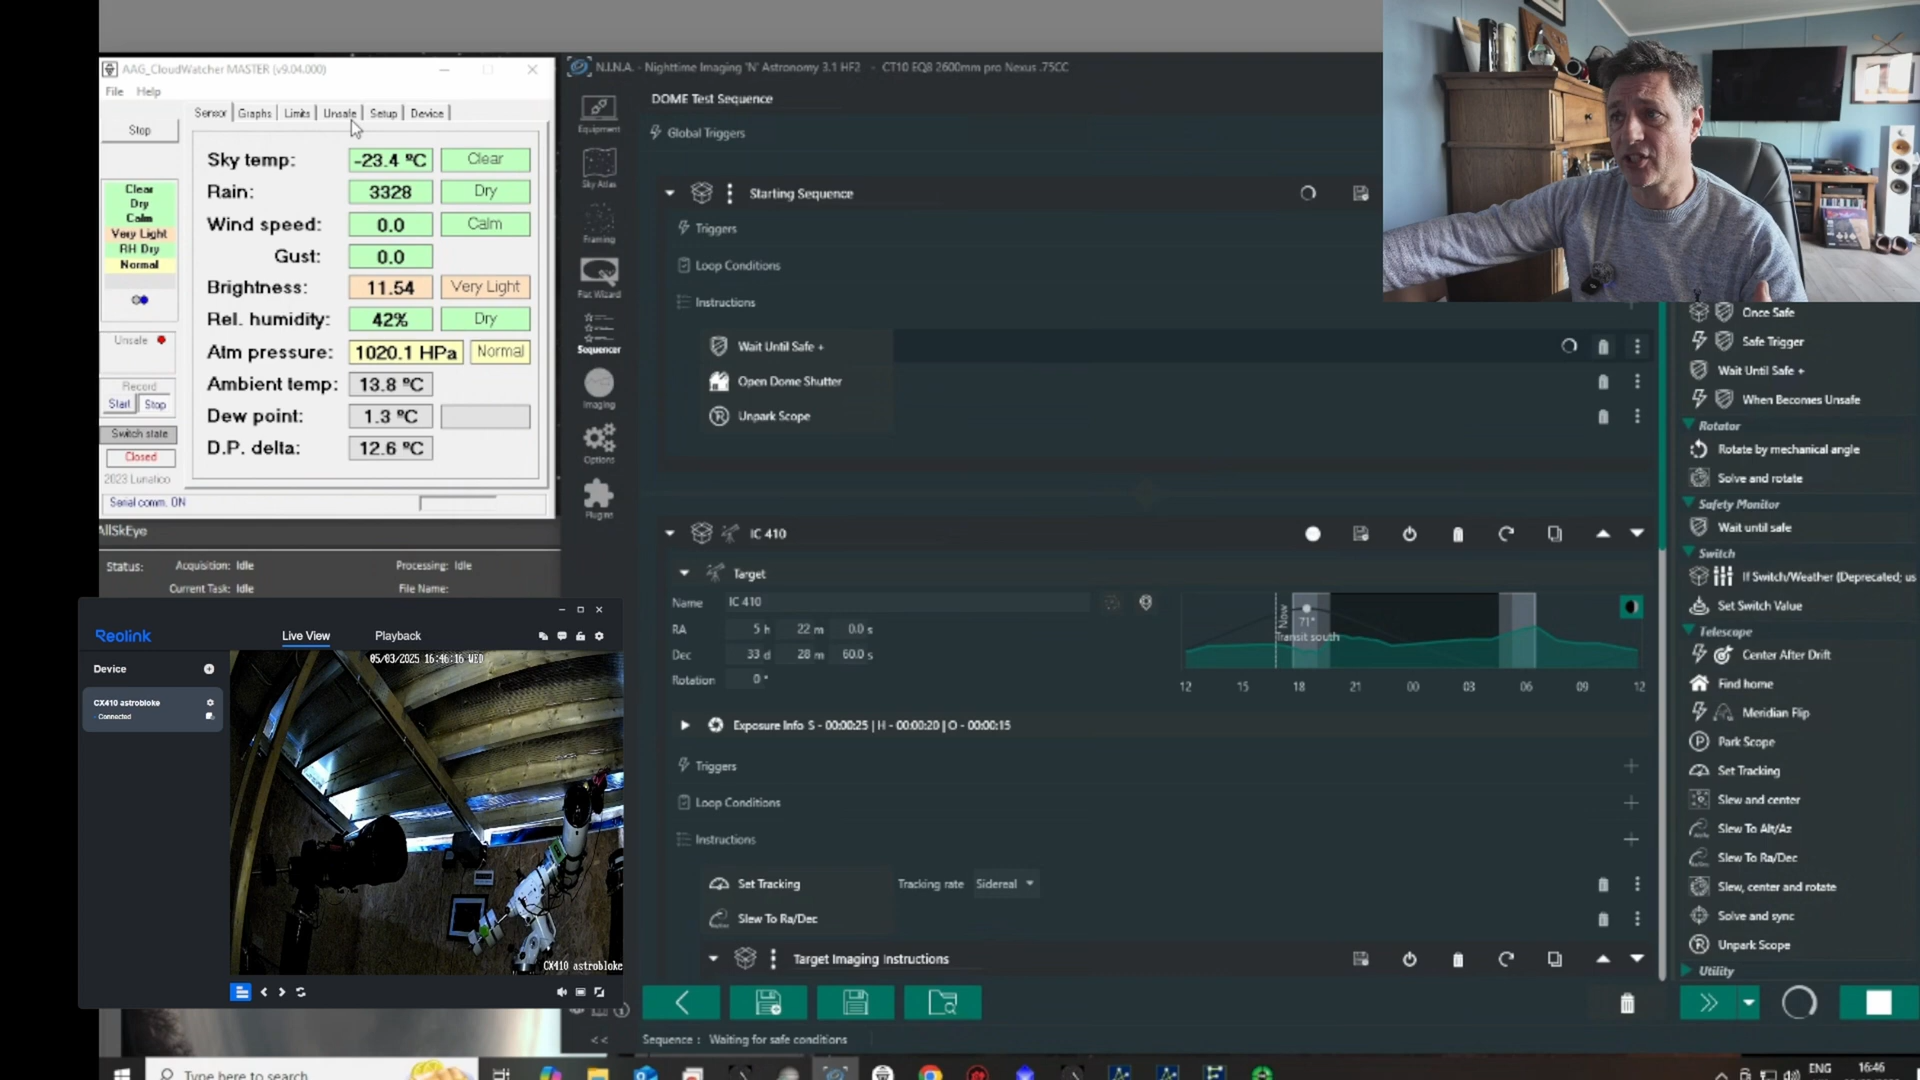 AAG_CloudWatcher MASTER (v9.04.000)
File Help
Stop
Sensor Graphs Limits Unsafe Setup Device
Sky temp: -23.4 ºC Clear
Rain: 3328 Dry
Wind speed: 0.0 Calm
Gust: 0.0
Brightness: 11.54 Very Light
Rel. humidity: 42% Dry
Atm pressure: 1020.1 HPa Normal
Ambient temp: 13.8 ºC
Dew point: 1.3 ºC
D.P. delta: 12.6 ºC
Clear
Dry
Calm
Very Light
RH Dry
Normal
Unsafe
Record
Start Stop
Switch state
Closed
2023 Lunatico
Serial comm. ON
AllSkEye
Status: Acquisition: Idle Processing: Idle
Current Task: Idle File Name:
Reolink
Live View Playback
Device
CX410 astrobloke
Connected
05/03/2025 16:46:16 WED
CX410 astrobloke
N.I.N.A. - Nighttime Imaging 'N' Astronomy 3.1 HF2 - CT10 EQ8 2600mm pro Nexus .75CC
Equipment
Sky Atlas
Framing
Flat Wizard
Sequencer
Imaging
Options
Plugins
<<
DOME Test Sequence
Global Triggers
Starting Sequence
Triggers
Loop Conditions
Instructions
Wait Until Safe +
Open Dome Shutter
Unpark Scope
IC 410
Target
Name IC 410
RA 5 h 22 m 0.0 s
Dec 33 d 28 m 60.0 s
Rotation 0 °
Now
71°
Transit south
12 15 18 21 00 03 06 09 12
Exposure Info S - 00:00:25 | H - 00:00:20 | O - 00:00:15
Triggers
Loop Conditions
Instructions
Set Tracking Tracking rate Sidereal
Slew To Ra/Dec
Target Imaging Instructions
Sequence : Waiting for safe conditions
Once Safe
Safe Trigger
Wait Until Safe +
When Becomes Unsafe
Rotator
Rotate by mechanical angle
Solve and rotate
Safety Monitor
Wait until safe
Switch
If Switch/Weather (Deprecated; us
Set Switch Value
Telescope
Center After Drift
Find home
Meridian Flip
Park Scope
Set Tracking
Slew and center
Slew To Alt/Az
Slew To Ra/Dec
Slew, center and rotate
Solve and sync
Unpark Scope
Utility
Type here to search
ENG
16:46